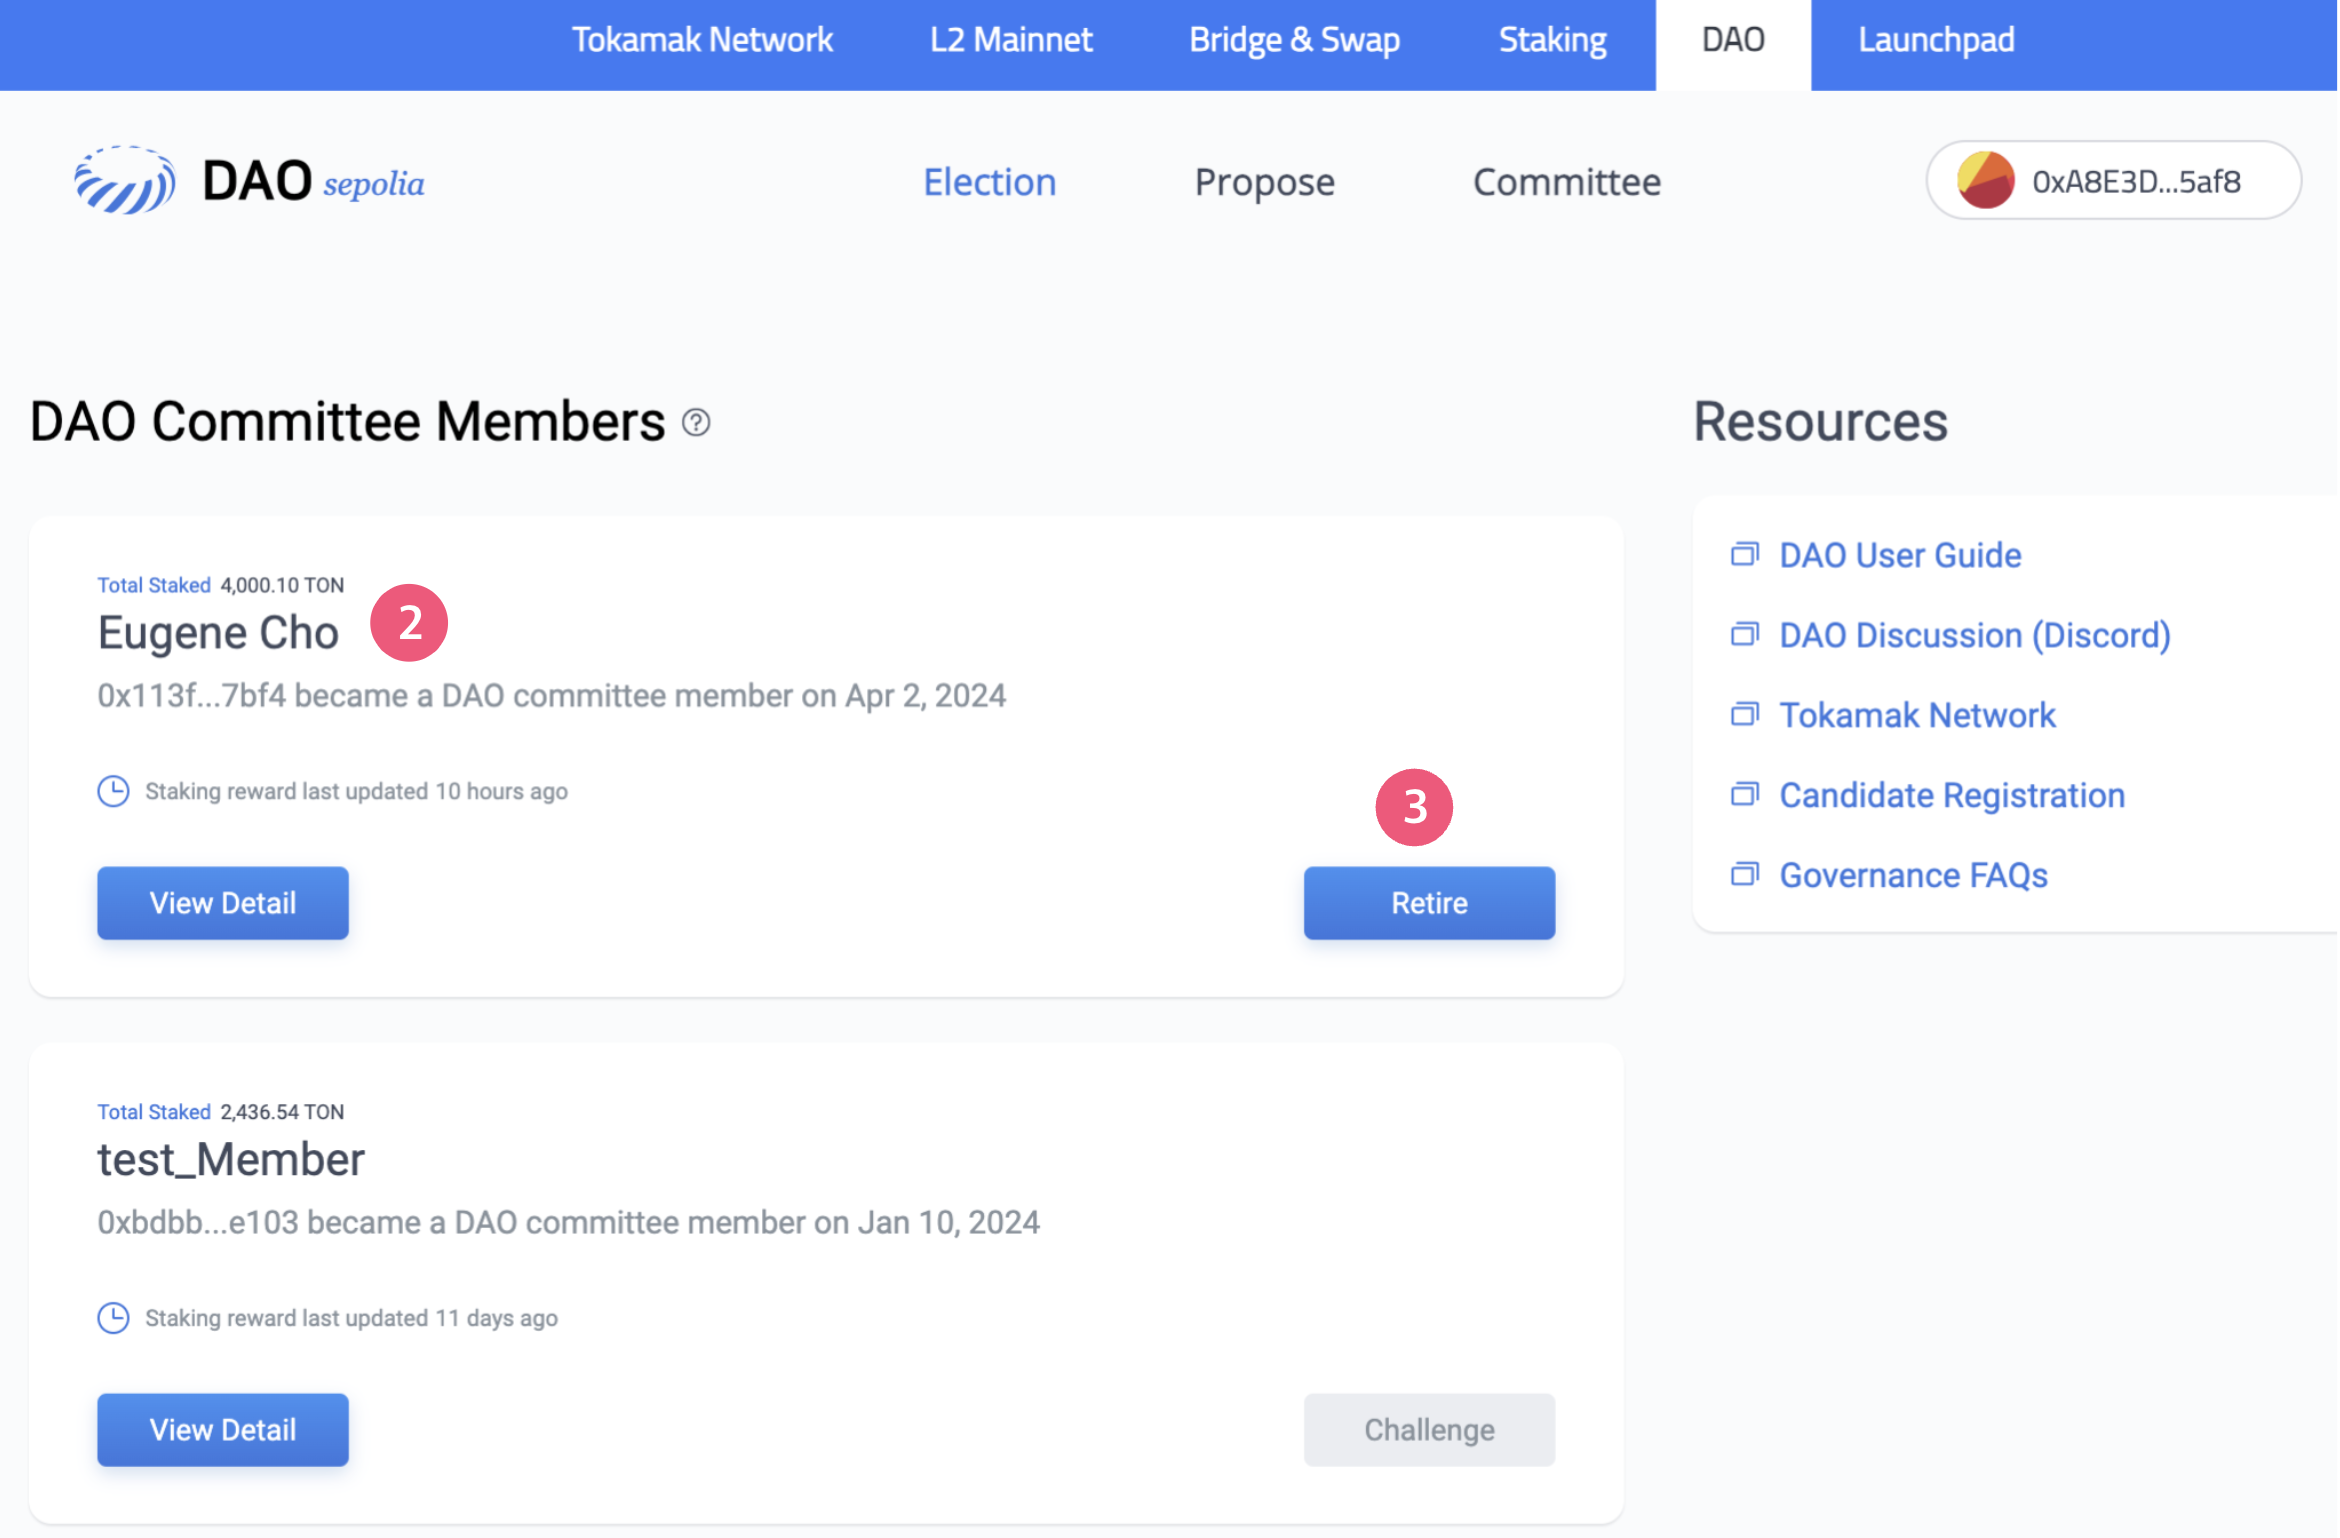 Tokamak Network L2 Mainnet Bridge & Swap Staking DAO Launchpad
DAO sepolia Election Propose Committee 0xA8E3D...5af8
DAO Committee Members ?
Total Staked 4,000.10 TON
Eugene Cho 2
0x113f...7bf4 became a DAO committee member on Apr 2, 2024
Staking reward last updated 10 hours ago
3
View Detail Retire
Total Staked 2,436.54 TON
test_Member
0xbdbb...e103 became a DAO committee member on Jan 10, 2024
Staking reward last updated 11 days ago
View Detail Challenge
Resources
DAO User Guide
DAO Discussion (Discord)
Tokamak Network
Candidate Registration
Governance FAQs